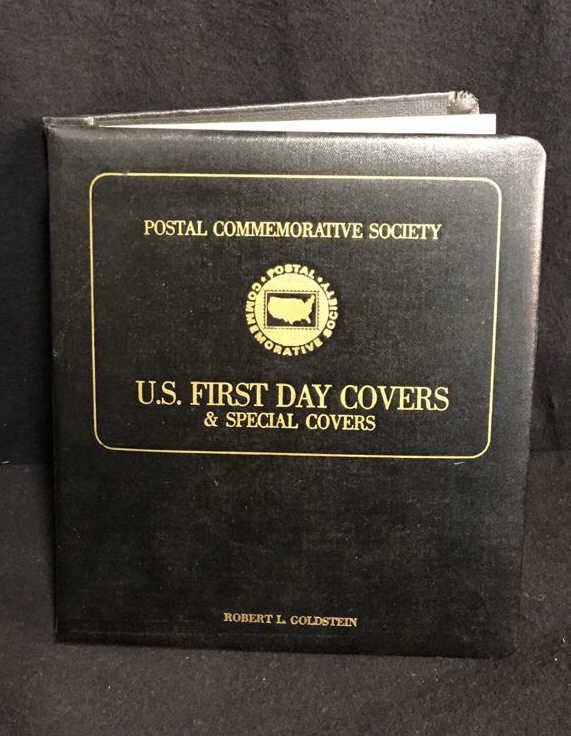 POSTAL COMMEMORATIVE SOCIETY
★ POSTAL ★
COMMEMORATIVE SOCIETY
U.S. FIRST DAY COVERS
& SPECIAL COVERS
ROBERT L. GOLDSTEIN